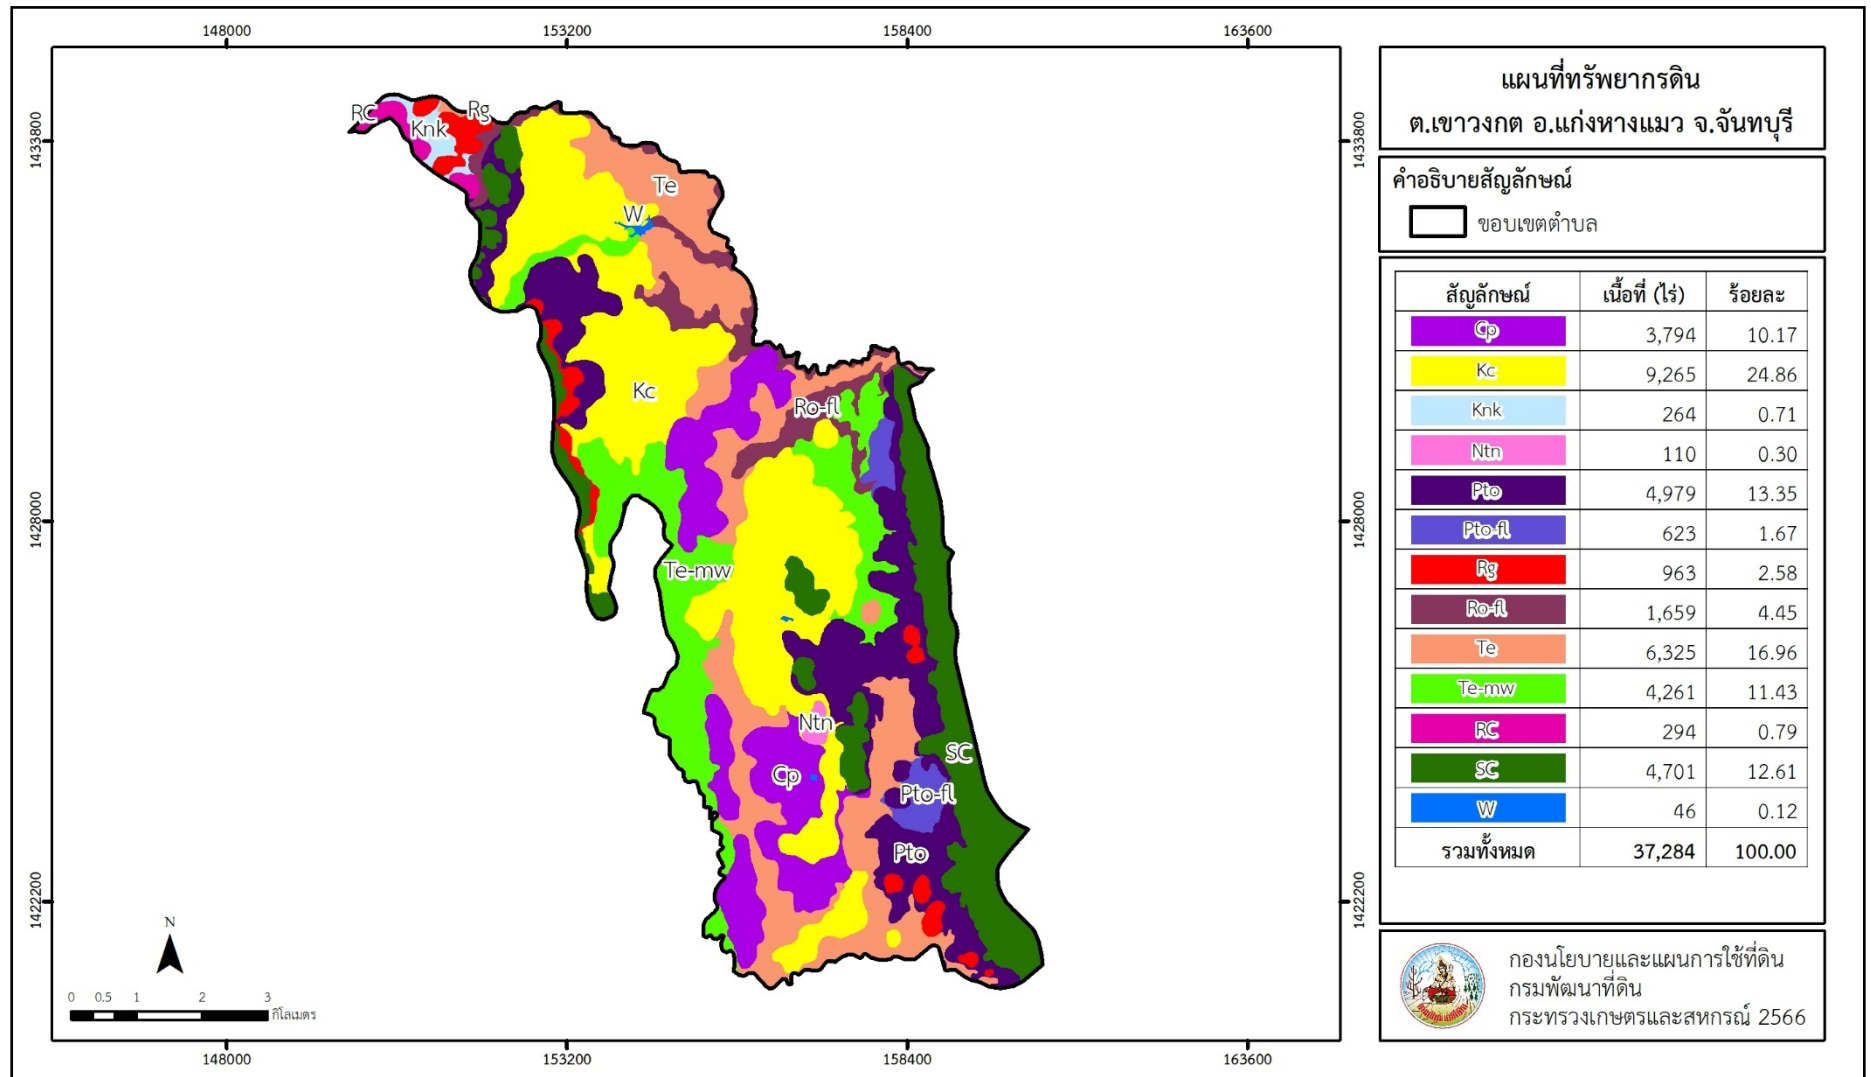 148000
153200
158400
163600
1433800
1428000
1422200
1433800
1428000
1422200
148000
153200
158400
163600
RC
Knk
Rg
Te
W
Kc
Ro-fl
Te-mw
Ntn
Cp
SC
Pto-fl
Pto
N
0 0.5 1 2 3
กิโลเมตร
แผนที่ทรัพยากรดิน
ต.เขาวงกต อ.แก่งหางแมว จ.จันทบุรี
คำอธิบายสัญลักษณ์
ขอบเขตตำบล
สัญลักษณ์ เนื้อที่ (ไร่) ร้อยละ
Cp 3,794 10.17
Kc 9,265 24.86
Knk 264 0.71
Ntn 110 0.30
Pto 4,979 13.35
Pto-fl 623 1.67
Rg 963 2.58
Ro-fl 1,659 4.45
Te 6,325 16.96
Te-mw 4,261 11.43
RC 294 0.79
SC 4,701 12.61
W 46 0.12
รวมทั้งหมด 37,284 100.00
กองนโยบายและแผนการใช้ที่ดิน
กรมพัฒนาที่ดิน
กระทรวงเกษตรและสหกรณ์ 2566